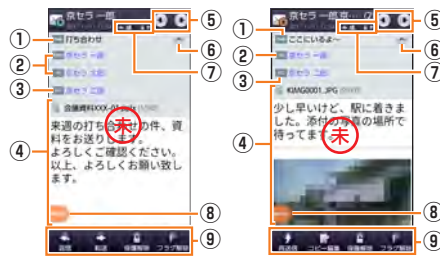 京セラ 一郎
打ち合わせ
京セラ 一郎
京セラ 太郎
京セラ 二郎
会議資料XXX-01.pptx
来週の打ち合わせの件、資
料をお送りします。
よろしくご確認ください。
以上、よろしくお願い致し
ます。
未
返信
転送
保護解除
フラグ解除
①
②
③
④
⑤
⑥
⑦
⑧
⑨
京セラ 一郎
ここにいるよ～
京セラ 一郎
京セラ 二郎
KIMG0001.JPG
少し早いけど、駅に着きま
した。添付の写真の場所で
待ってます。
未
再送信
コピー編集
保護解除
フラグ解除
①
②
③
④
⑤
⑥
⑦
⑧
⑨